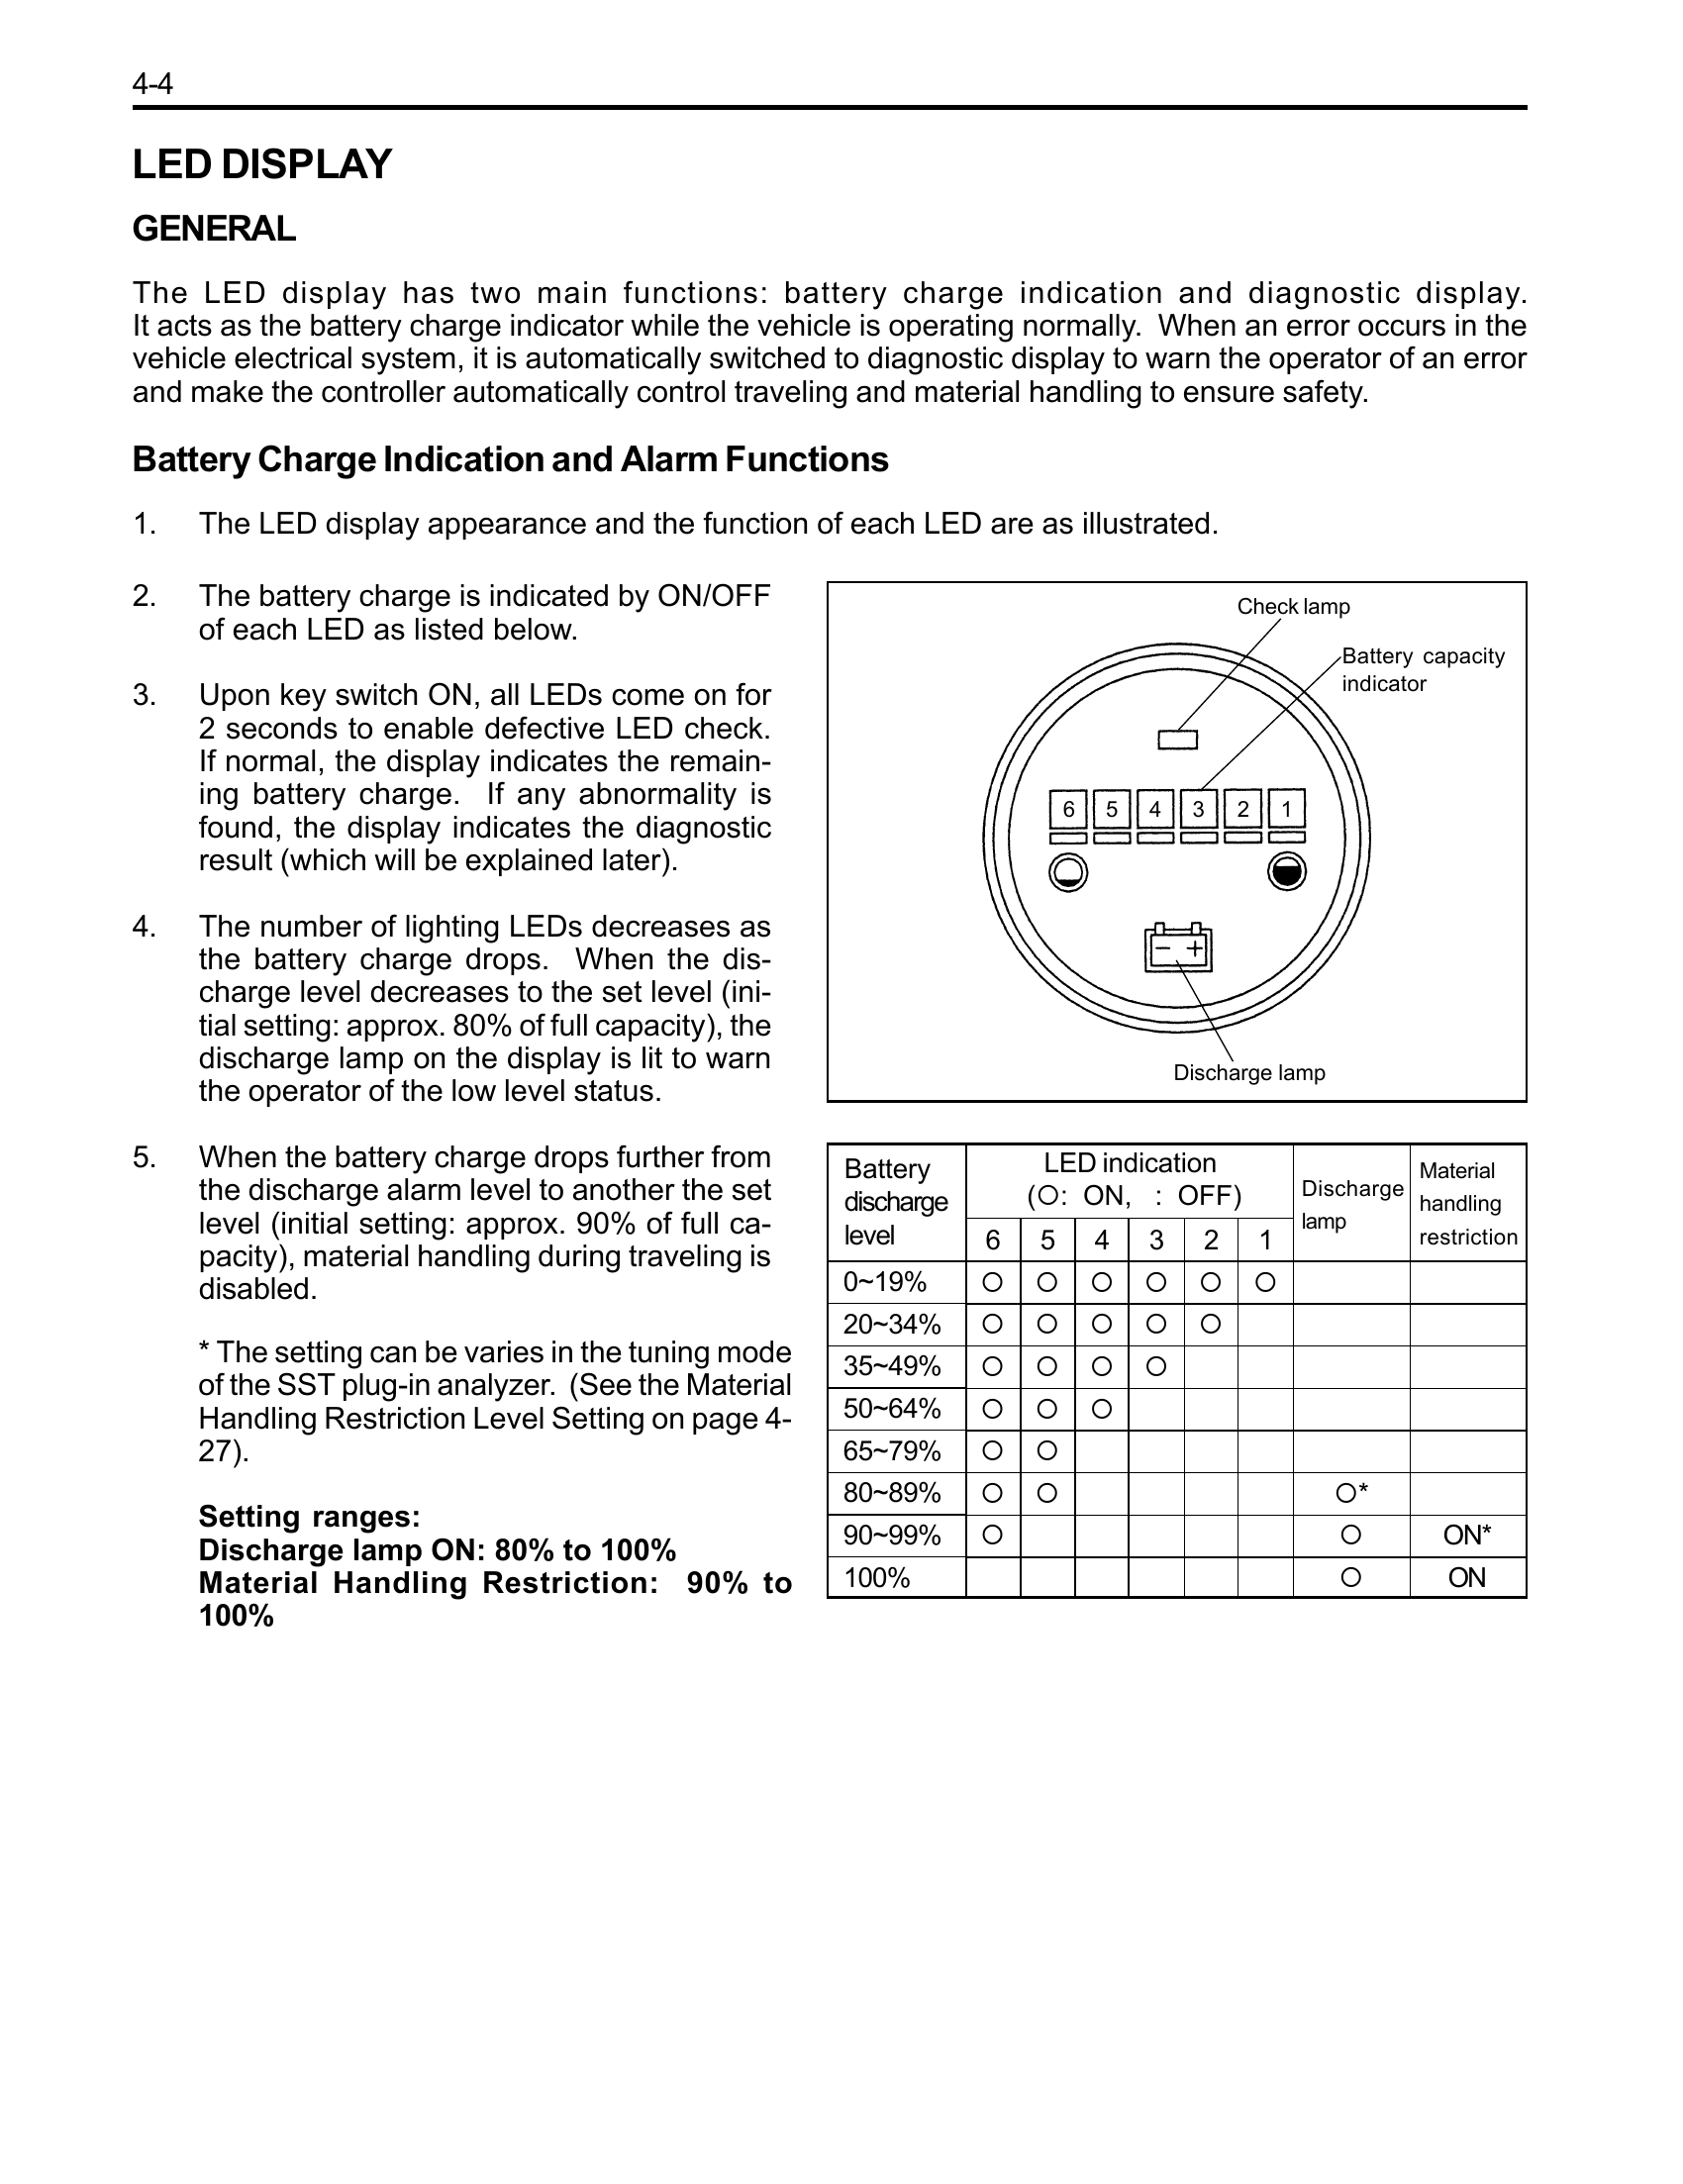 4-4
LED DISPLAY
GENERAL
The LED display has two main functions: battery charge indication and diagnostic display.
It acts as the battery charge indicator while the vehicle is operating normally.  When an error occurs in the
vehicle electrical system, it is automatically switched to diagnostic display to warn the operator of an error
and make the controller automatically control traveling and material handling to ensure safety.
Battery Charge Indication and Alarm Functions
1. The LED display appearance and the function of each LED are as illustrated.
2. The battery charge is indicated by ON/OFF
of each LED as listed below.
3. Upon key switch ON, all LEDs come on for
2 seconds to enable defective LED check.
If normal, the display indicates the remain-
ing battery charge.  If any abnormality is
found, the display indicates the diagnostic
result (which will be explained later).
4. The number of lighting LEDs decreases as
the battery charge drops.  When the dis-
charge level decreases to the set level (ini-
tial setting: approx. 80% of full capacity), the
discharge lamp on the display is lit to warn
the operator of the low level status.
5. When the battery charge drops further from
the discharge alarm level to another the set
level (initial setting: approx. 90% of full ca-
pacity), material handling during traveling is
disabled.
* The setting can be varies in the tuning mode
of the SST plug-in analyzer.  (See the Material
Handling Restriction Level Setting on page 4-
27).
Setting ranges:
Discharge lamp ON: 80% to 100%
Material Handling Restriction:  90% to
100%
Check lamp
Battery capacity
indicator
6 5 4 3 2 1
− +
Discharge lamp
Battery
discharge
level
LED indication
(○: ON,  : OFF)
6 5 4 3 2 1
Discharge
lamp
Material
handling
restriction
0~19% ○ ○ ○ ○ ○ ○
20~34% ○ ○ ○ ○ ○
35~49% ○ ○ ○ ○
50~64% ○ ○ ○
65~79% ○ ○
80~89% ○ ○ ○*
90~99% ○ ○ ON*
100% ○ ON